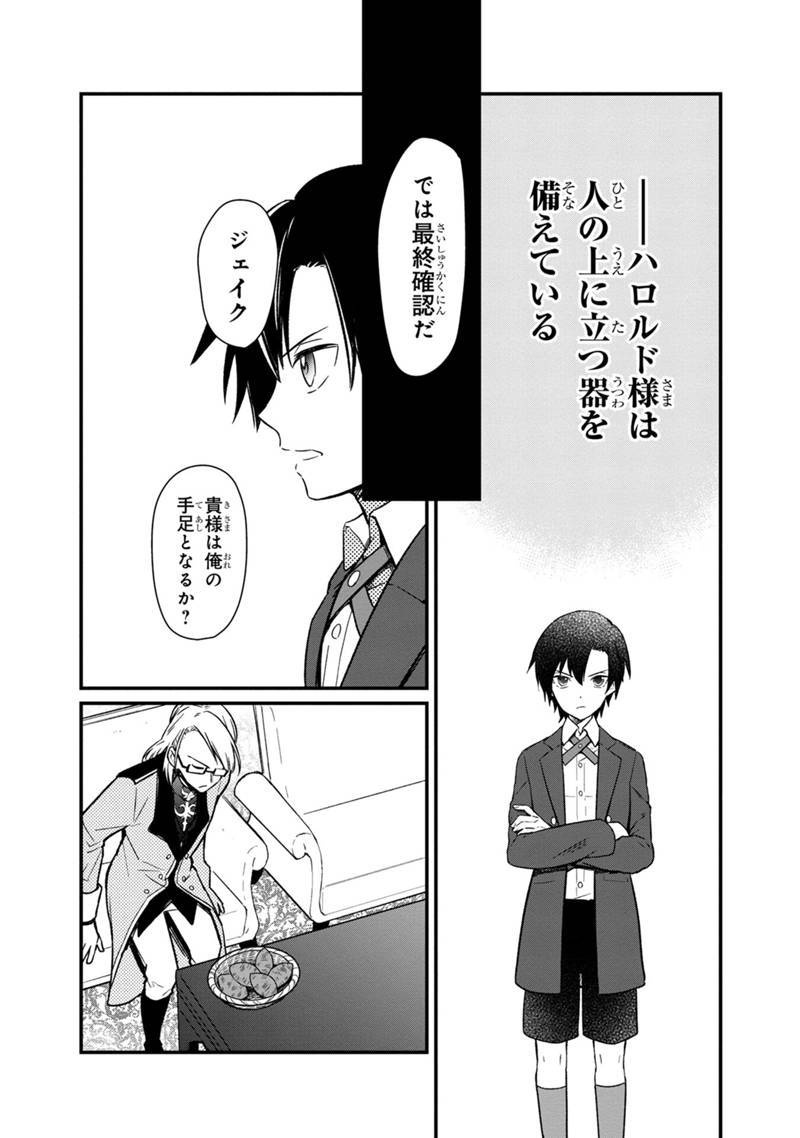 ――ハロルド様は
人の上に立つ器を
備えている
では最終確認だ
ジェイク
貴様は俺の
手足となるか?